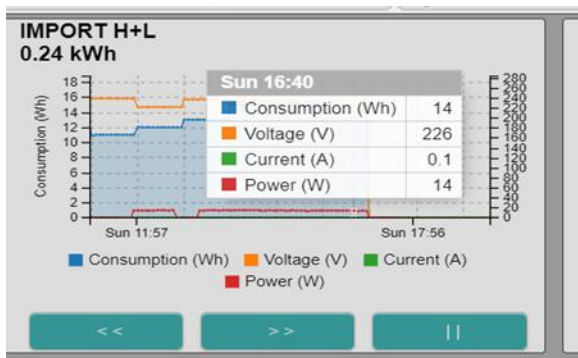 IMPORT H+L
0.24 kWh
Consumption (Wh)
18
16
14
12
10
8
6
4
2
0
280
260
240
220
200
180
160
140
120
100
80
60
40
20
0
Sun 16:40
Consumption (Wh) 14
Voltage (V) 226
Current (A) 0.1
Power (W) 14
Sun 11:57 Sun 17:56
Consumption (Wh) Voltage (V) Current (A)
Power (W)
<< >> ||